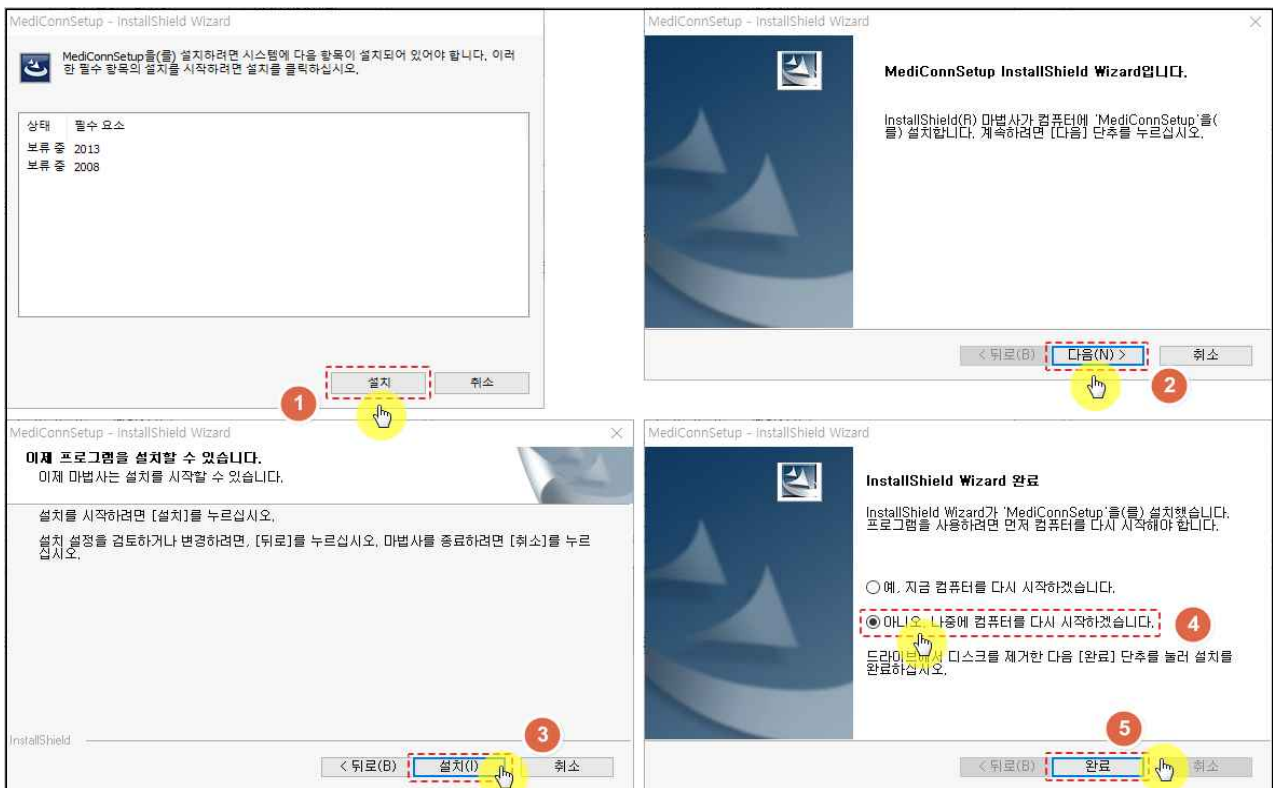 MediConnSetup - InstallShield Wizard
MediConnSetup을(를) 설치하려면 시스템에 다음 항목이 설치되어 있어야 합니다. 이러
한 필수 항목의 설치를 시작하려면 설치를 클릭하십시오.
상태 필수 요소
보류 중 2013
보류 중 2008
설치 취소
1
MediConnSetup - InstallShield Wizard
MediConnSetup InstallShield Wizard입니다.
InstallShield(R) 마법사가 컴퓨터에 'MediConnSetup'을(
를) 설치합니다. 계속하려면 [다음] 단추를 누르십시오.
< 뒤로(B) 다음(N) > 취소
2
MediConnSetup - InstallShield Wizard
이제 프로그램을 설치할 수 있습니다.
이제 마법사는 설치를 시작할 수 있습니다.
설치를 시작하려면 [설치]를 누르십시오.
설치 설정을 검토하거나 변경하려면, [뒤로]를 누르십시오. 마법사를 종료하려면 [취소]를 누르
십시오.
3
InstallShield
< 뒤로(B) 설치(I) 취소
MediConnSetup - InstallShield Wizard
InstallShield Wizard 완료
InstallShield Wizard가 'MediConnSetup'을(를) 설치했습니다.
프로그램을 사용하려면 먼저 컴퓨터를 다시 시작해야 합니다.
예, 지금 컴퓨터를 다시 시작하겠습니다.
아니오, 나중에 컴퓨터를 다시 시작하겠습니다.
4
드라이브에서 디스크를 제거한 다음 [완료] 단추를 눌러 설치를
완료하십시오.
5
< 뒤로(B) 완료 취소